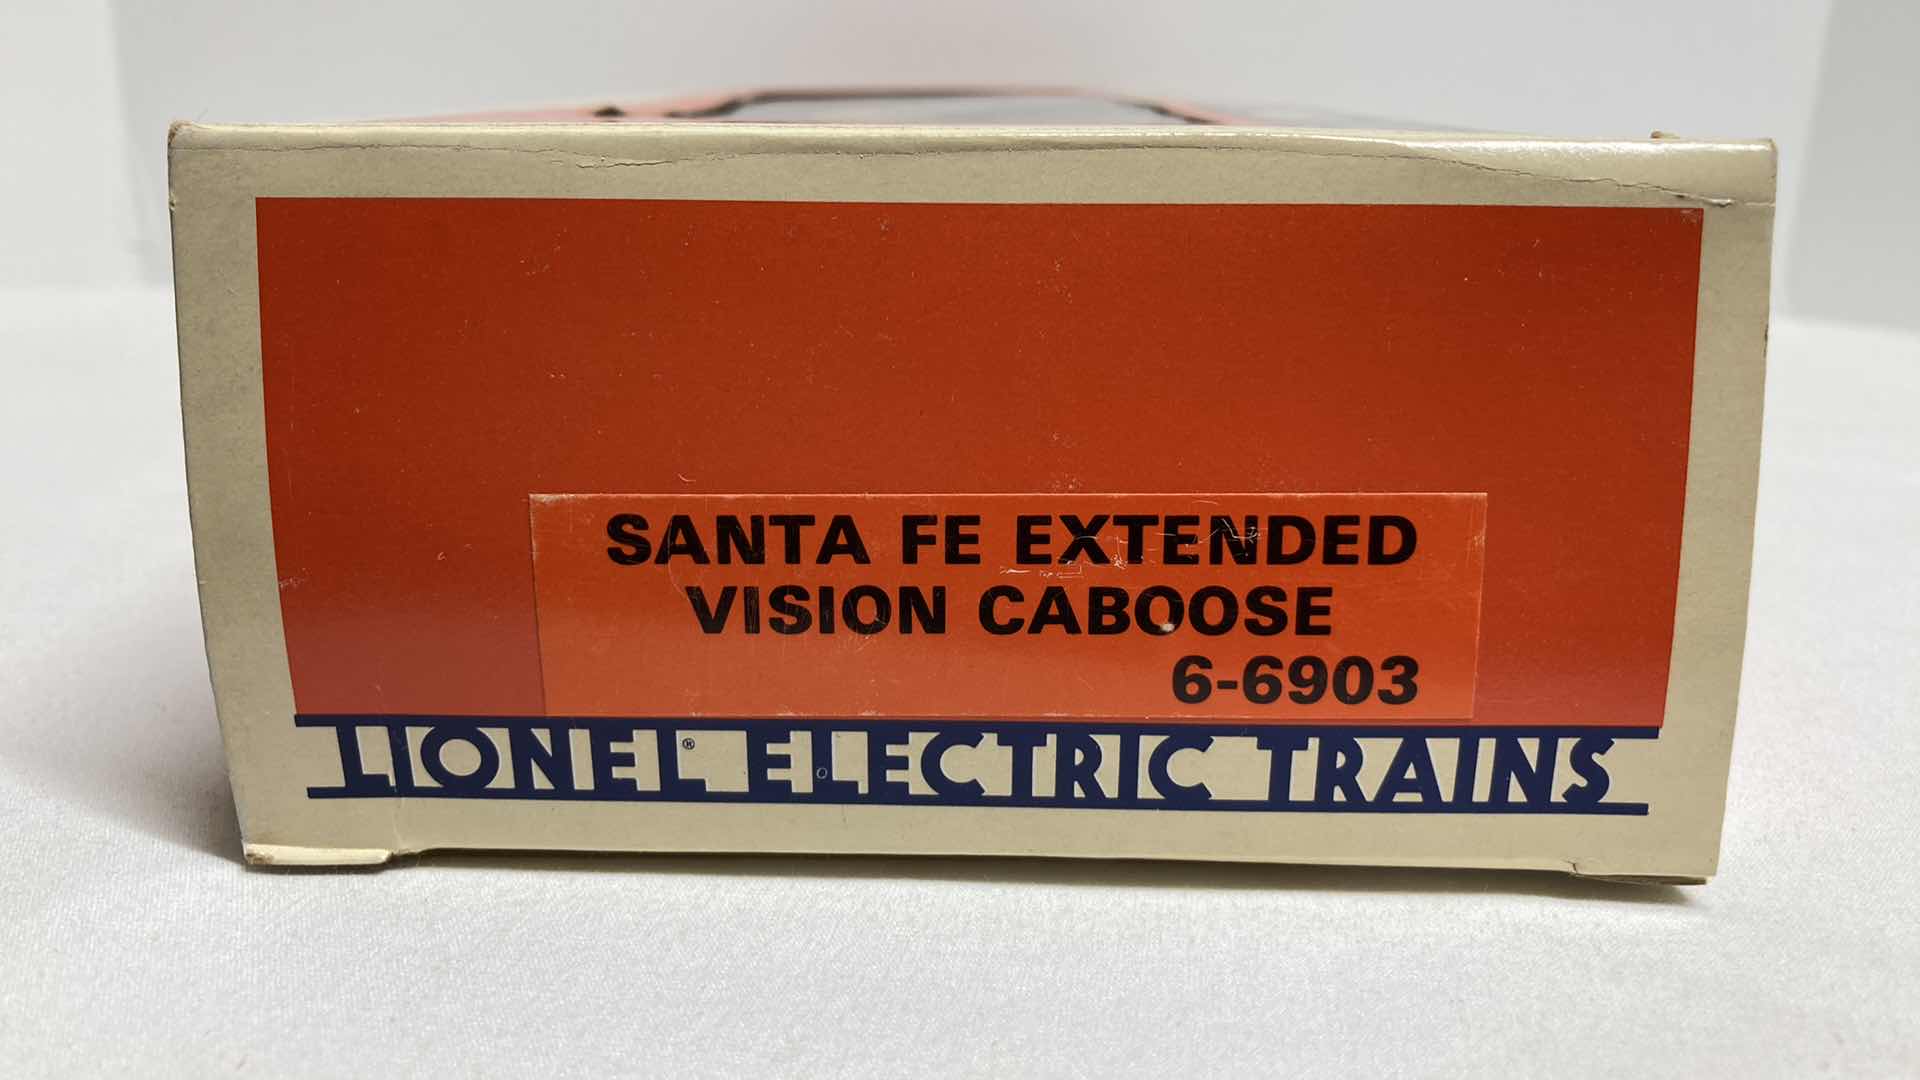 SANTA FE EXTENDED
VISION CABOOSE
6-6903
LIONEL® ELECTRIC TRAINS